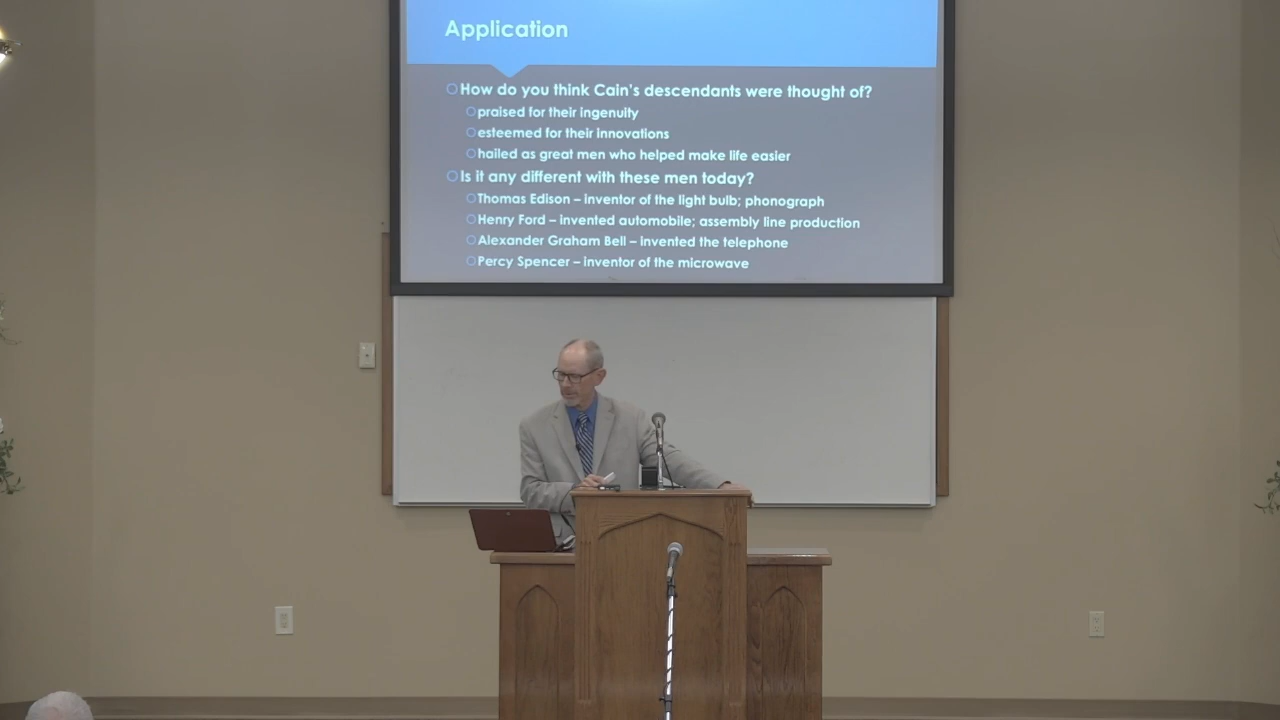 Application
How do you think Cain's descendants were thought of?
praised for their ingenuity
esteemed for their innovations
hailed as great men who helped make life easier
Is it any different with these men today?
Thomas Edison – inventor of the light bulb; phonograph
Henry Ford – invented automobile; assembly line production
Alexander Graham Bell – invented the telephone
Percy Spencer – inventor of the microwave